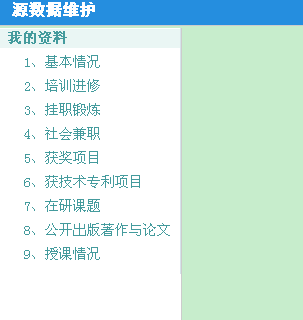 源数据维护
我的资料
1、基本情况
2、培训进修
3、挂职锻炼
4、社会兼职
5、获奖项目
6、获技术专利项目
7、在研课题
8、公开出版著作与论文
9、授课情况